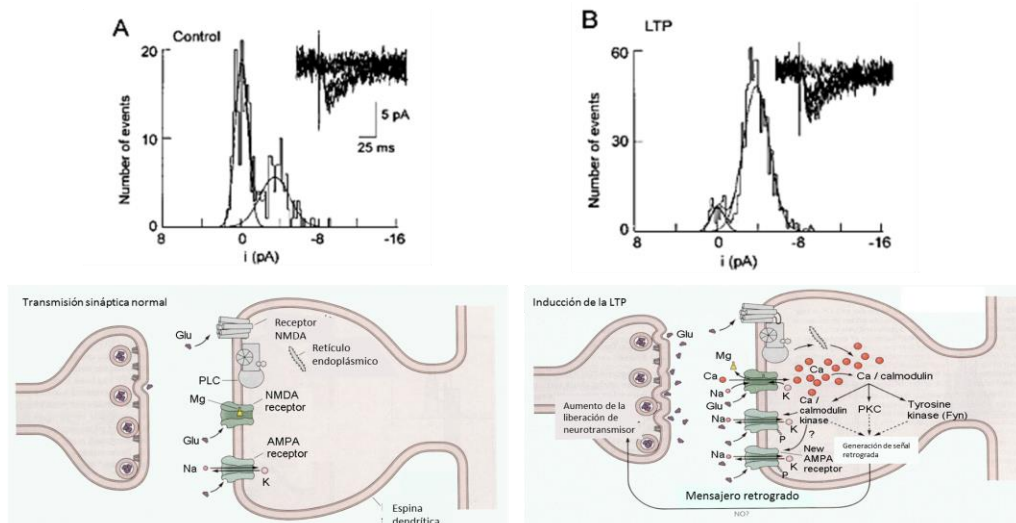 A
Control
20
10
0
Number of events
8
0
-8
-16
i (pA)
5 pA
25 ms
B
LTP
60
30
0
Number of events
8
0
-8
-16
i (pA)
Transmisión sináptica normal
Glu
Receptor
NMDA
Retículo
endoplásmico
PLC
Mg
NMDA
receptor
Glu
AMPA
receptor
Na
K
Espina
dendrítica
Inducción de la LTP
Glu
Mg
Ca
Ca
Ca / calmodulin
Na
K
Glu
Ca /
calmodulin
kinase
PKC
Tyrosine
kinase (Fyn)
Aumento de la
liberación de
neurotransmisor
Na
K
P
?
Generación de señal
retrograda
Na
New
AMPA
receptor
K
P
Mensajero retrogrado
NO?